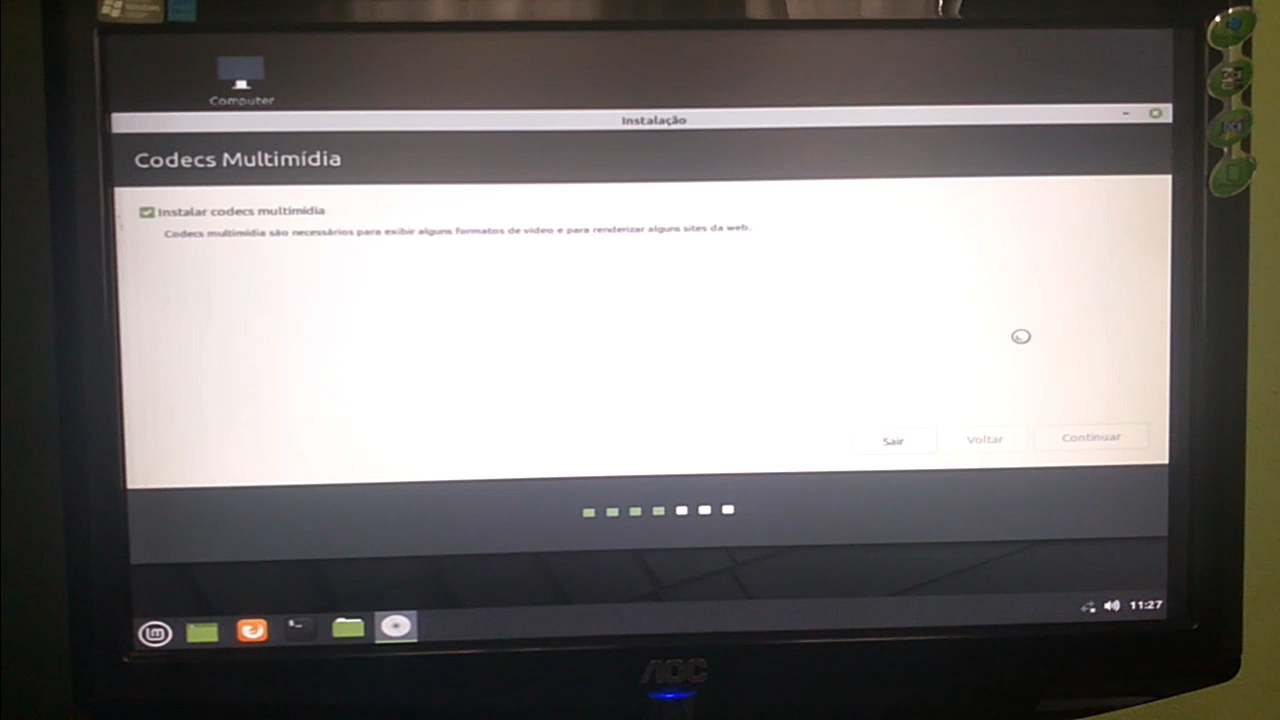 Windows
Computer
Instalação
Codecs Multimídia
Instalar codecs multimídia
Codecs multimídia são necessários para exibir alguns formatos de vídeo e para renderizar alguns sites da web.
Sair
Voltar
Continuar
11:27
AOC